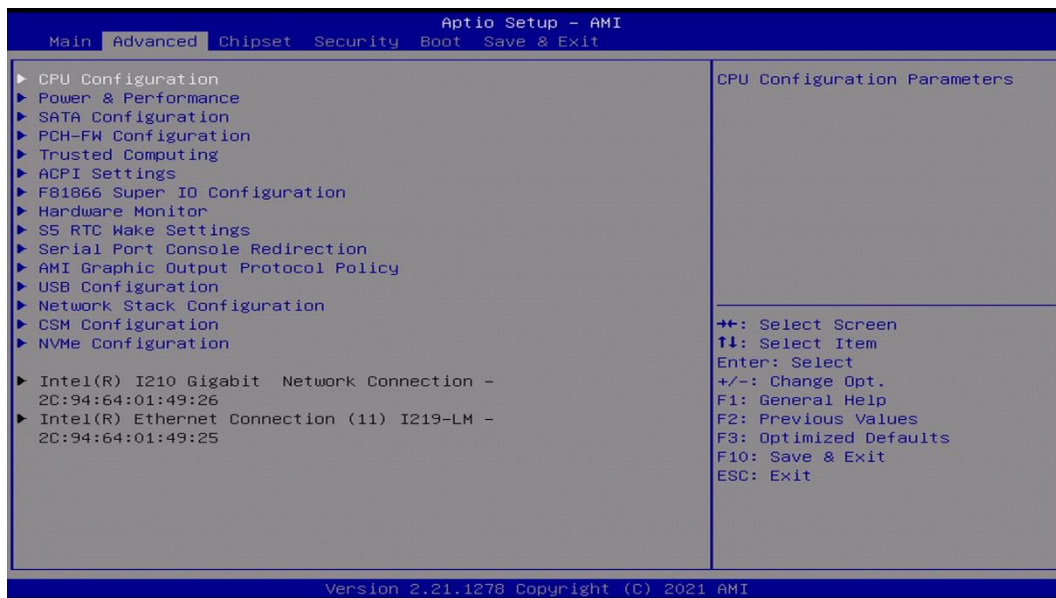 Aptio Setup – AMI
Main Advanced Chipset Security Boot Save & Exit
► CPU Configuration
► Power & Performance
► SATA Configuration
► PCH-FW Configuration
► Trusted Computing
► ACPI Settings
► F81866 Super IO Configuration
► Hardware Monitor
► S5 RTC Wake Settings
► Serial Port Console Redirection
► AMI Graphic Output Protocol Policy
► USB Configuration
► Network Stack Configuration
► CSM Configuration
► NVMe Configuration
► Intel(R) I210 Gigabit  Network Connection –
2C:94:64:01:49:26
► Intel(R) Ethernet Connection (11) I219-LM –
2C:94:64:01:49:25
CPU Configuration Parameters
→←: Select Screen
↑↓: Select Item
Enter: Select
+/-: Change Opt.
F1: General Help
F2: Previous Values
F3: Optimized Defaults
F10: Save & Exit
ESC: Exit
Version 2.21.1278 Copyright (C) 2021 AMI